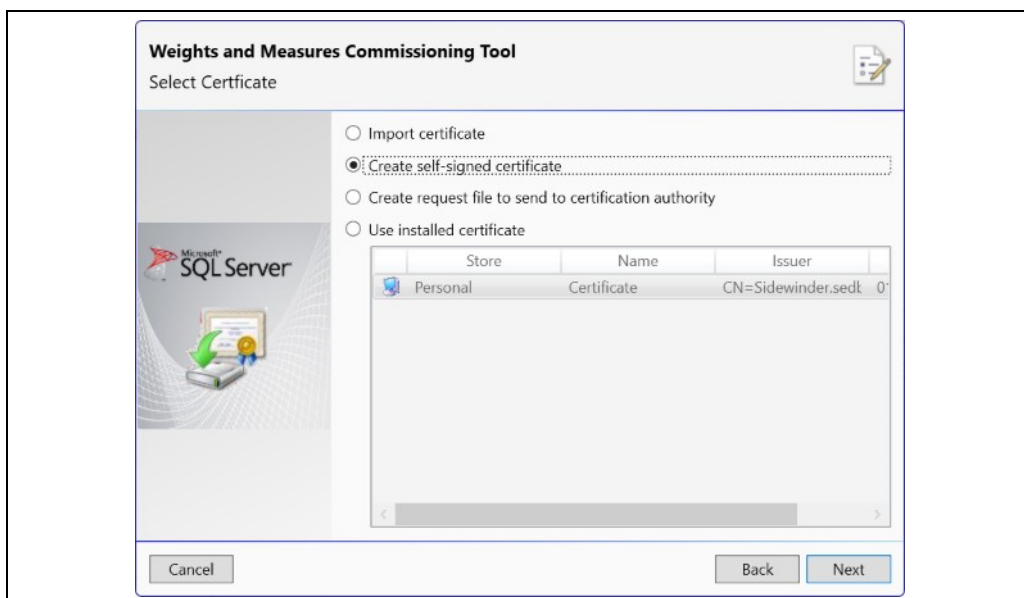 Weights and Measures Commissioning Tool
Select Certficate
Import certificate
Create self-signed certificate
Create request file to send to certification authority
Use installed certificate
Microsoft
SQL Server
Store Name Issuer
Personal Certificate CN=Sidewinder.sedb
Cancel Back Next